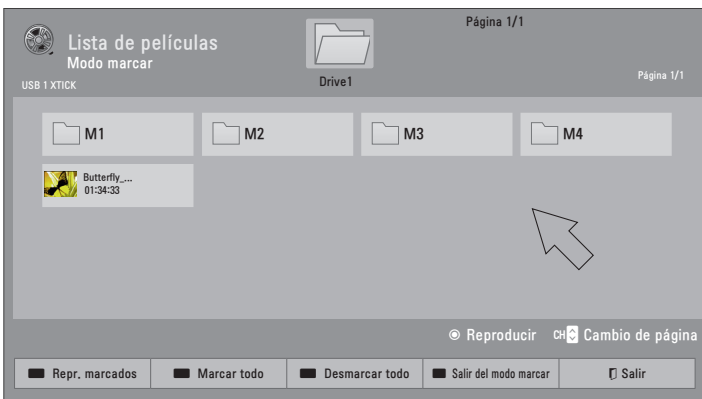 Página 1/1
Lista de películas
Modo marcar
USB 1 XTICK
Drive1
Página 1/1
M1
M2
M3
M4
Butterfly_...
01:34:33
Reproducir
CH Cambio de página
Repr. marcados
Marcar todo
Desmarcar todo
Salir del modo marcar
Salir